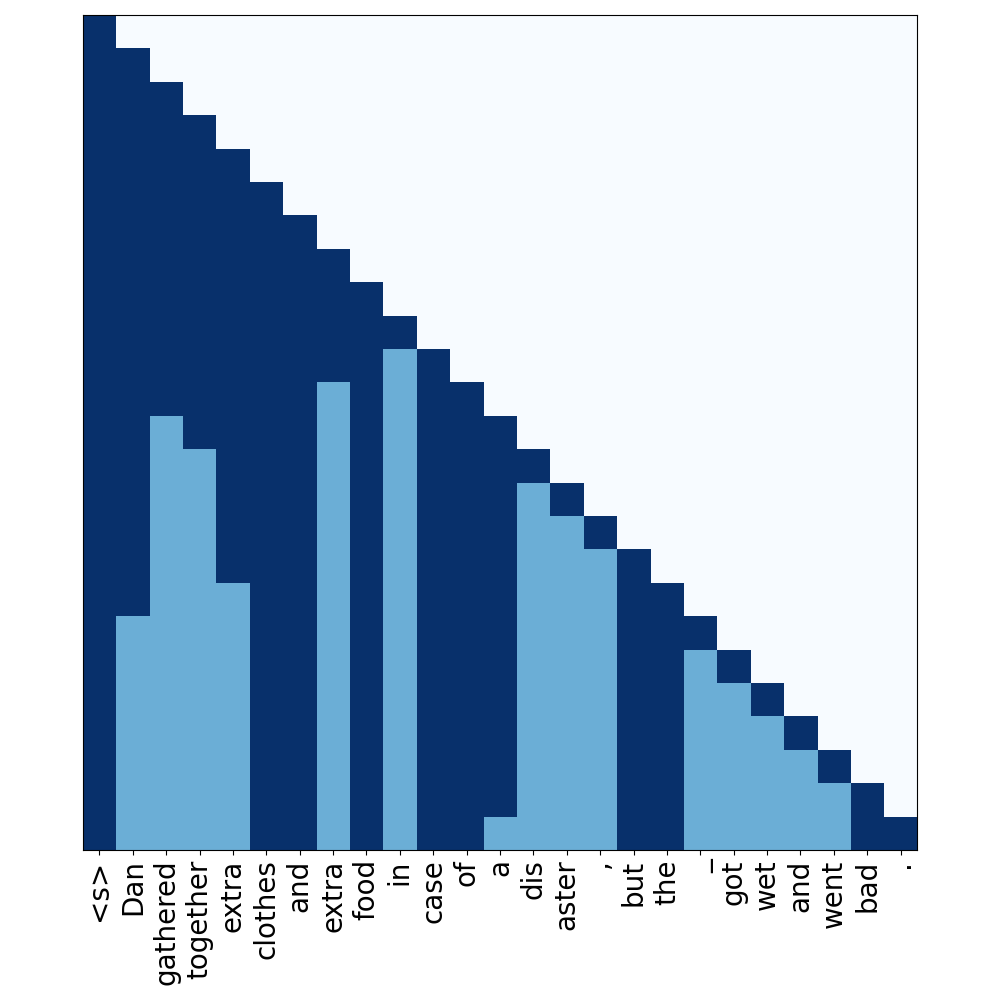 <s> Dan gathered together extra clothes and extra food in case of a dis aster , but the _ got wet and went bad .